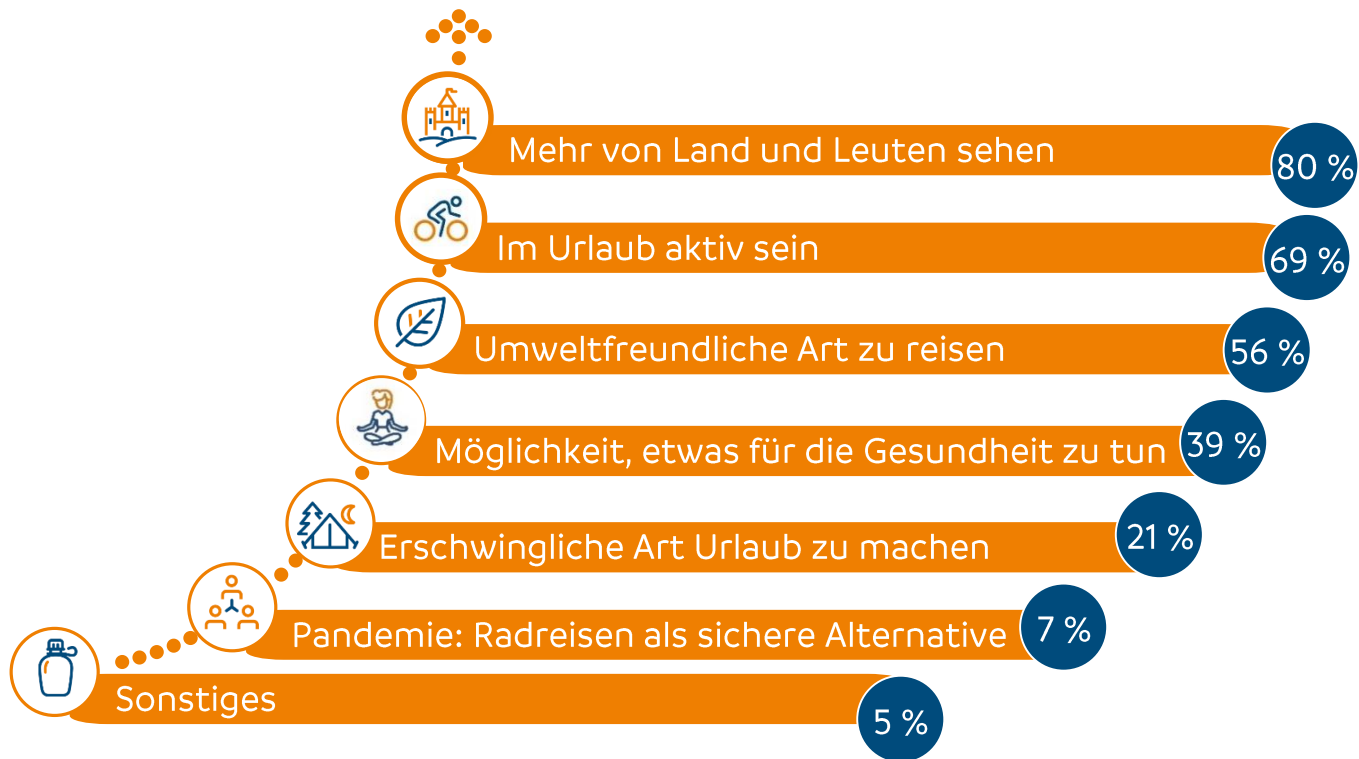 Mehr von Land und Leuten sehen 80 %
Im Urlaub aktiv sein 69 %
Umweltfreundliche Art zu reisen 56 %
Möglichkeit, etwas für die Gesundheit zu tun 39 %
Erschwingliche Art Urlaub zu machen 21 %
Pandemie: Radreisen als sichere Alternative 7 %
Sonstiges 5 %